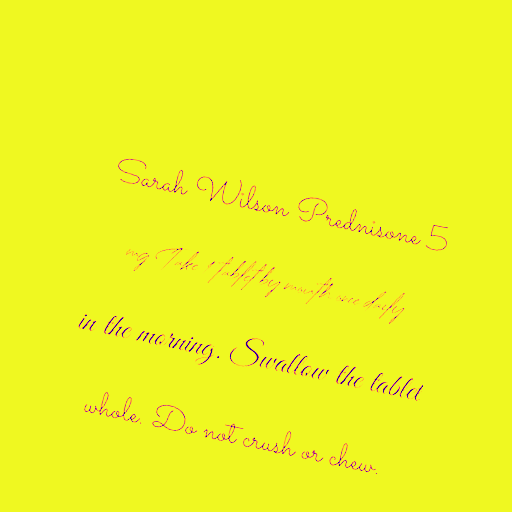 Sarah Wilson Prednisone 5
mg Take 1 tablet by mouth once daily
in the morning. Swallow the tablet
whole. Do not crush or chew.